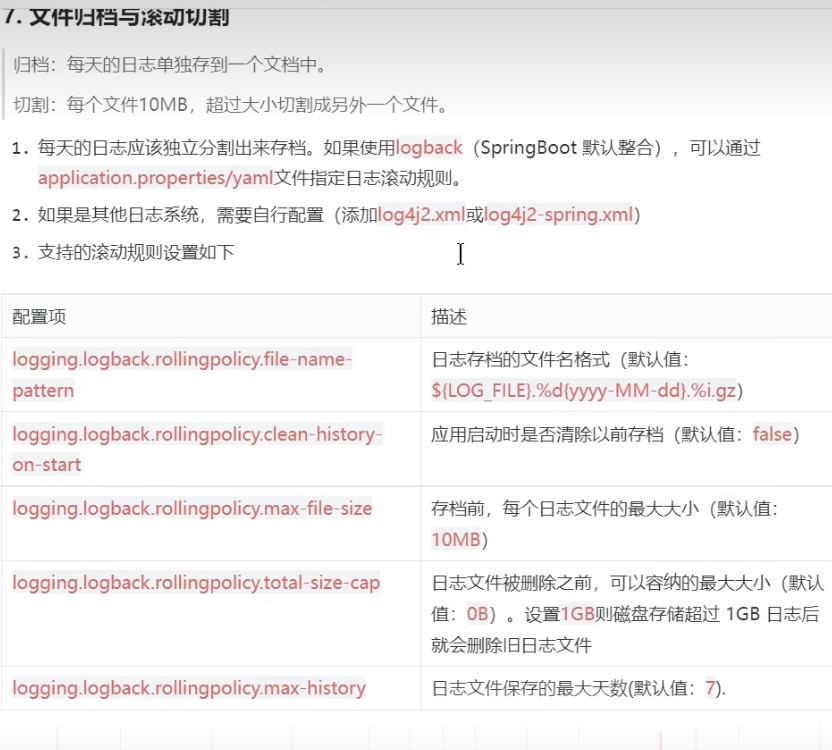 7. 文件归档与滚动切割
归档：每天的日志单独存到一个文档中。
切割：每个文件10MB，超过大小切割成另外一个文件。
1. 每天的日志应该独立分割出来存档。如果使用logback（SpringBoot 默认整合），可以通过
application.properties/yaml文件指定日志滚动规则。
2. 如果是其他日志系统，需要自行配置（添加log4j2.xml或log4j2-spring.xml）
3. 支持的滚动规则设置如下
配置项
描述
logging.logback.rollingpolicy.file-name-
pattern
日志存档的文件名格式（默认值：
${LOG_FILE}.%d{yyyy-MM-dd}.%i.gz）
logging.logback.rollingpolicy.clean-history-
on-start
应用启动时是否清除以前存档（默认值：false）
logging.logback.rollingpolicy.max-file-size
存档前，每个日志文件的最大大小（默认值：
10MB）
logging.logback.rollingpolicy.total-size-cap
日志文件被删除之前，可以容纳的最大大小（默认
值：0B）。设置1GB则磁盘存储超过 1GB 日志后
就会删除旧日志文件
logging.logback.rollingpolicy.max-history
日志文件保存的最大天数(默认值：7).